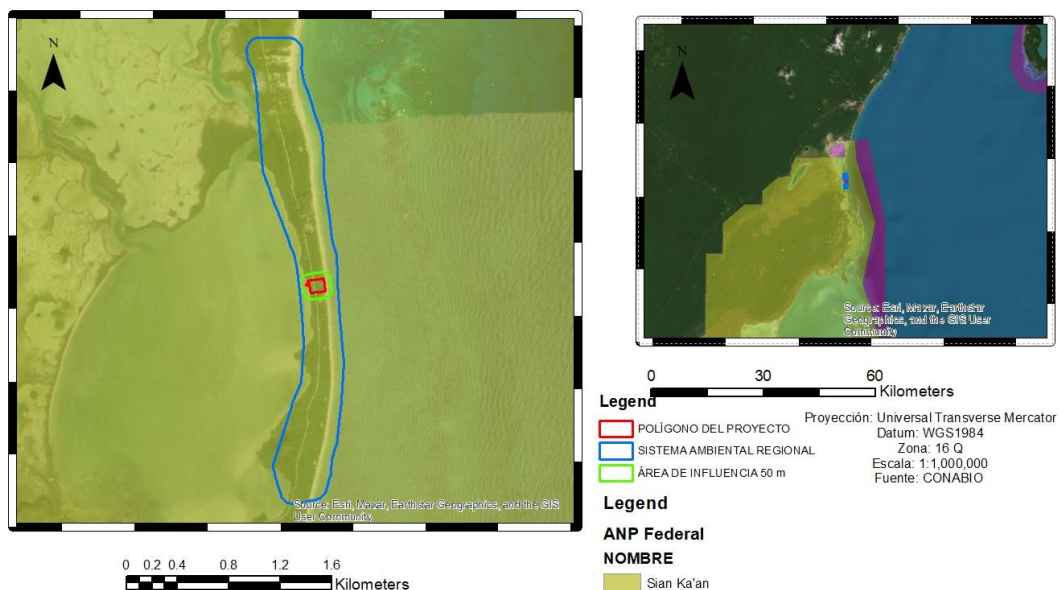 N
Source: Esri, Maxar, Earthstar Geographics, and the GIS
User Community
0 0.2 0.4 0.8 1.2 1.6
Kilometers
N
Source: Esri, Maxar, Earthstar
Geographics, and the GIS User
Community
0 30 60
Kilometers
Legend
POLÍGONO DEL PROYECTO
SISTEMA AMBIENTAL REGIONAL
ÁREA DE INFLUENCIA 50 m
Proyección: Universal Transverse Mercator
Datum: WGS1984
Zona: 16 Q
Escala: 1:1,000,000
Fuente: CONABIO
Legend
ANP Federal
NOMBRE
Sian Ka'an